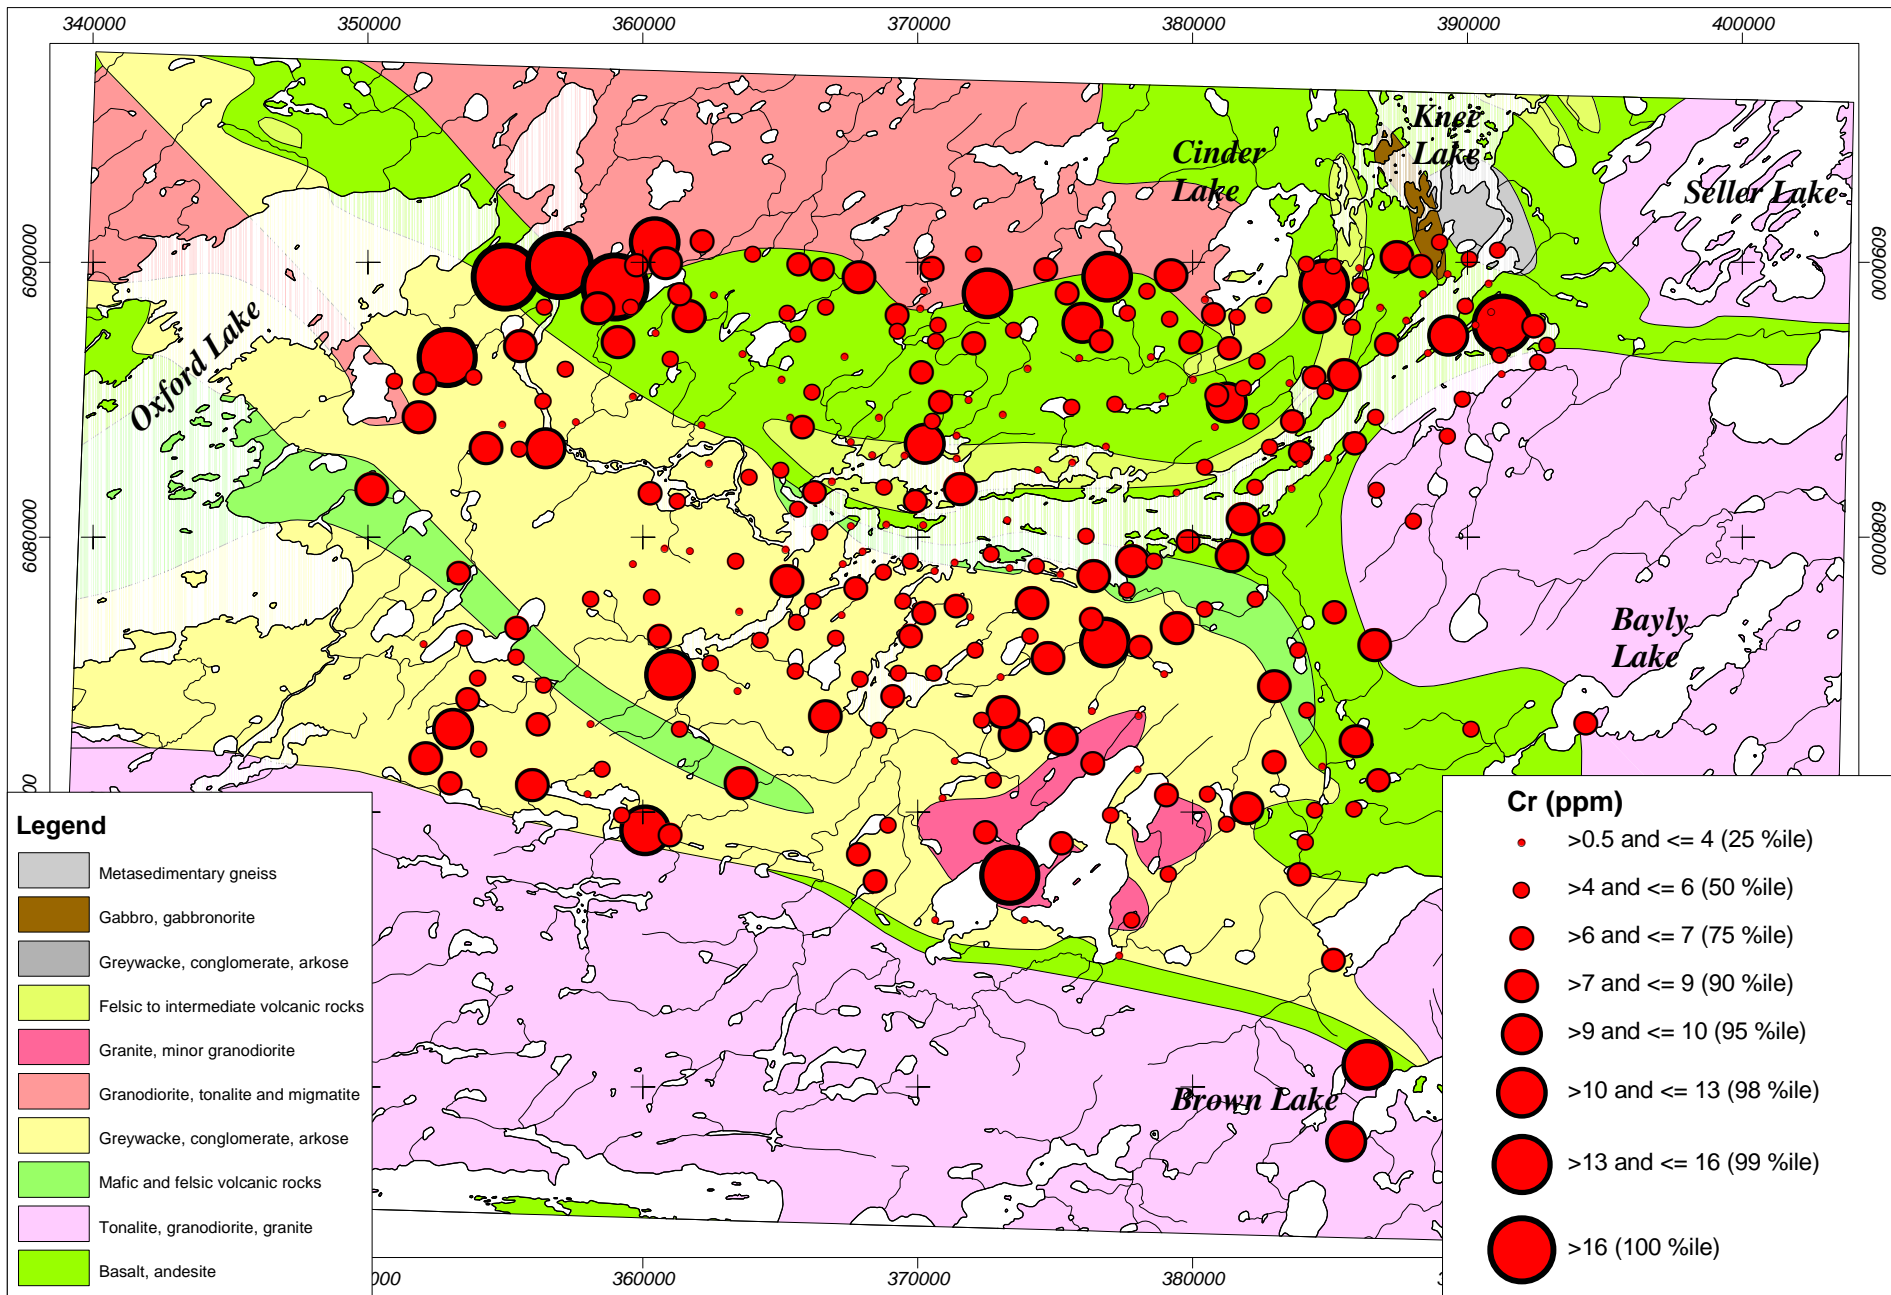 340000
350000
360000
370000
380000
390000
400000
Knee
Lake
Cinder
Lake
Seller Lake
6090000
6090000
Oxford Lake
6080000
6080000
Bayly
Lake
Brown Lake
Legend
Metasedimentary gneiss
Gabbro, gabbronorite
Greywacke, conglomerate, arkose
Felsic to intermediate volcanic rocks
Granite, minor granodiorite
Granodiorite, tonalite and migmatite
Greywacke, conglomerate, arkose
Mafic and felsic volcanic rocks
Tonalite, granodiorite, granite
Basalt, andesite
Cr (ppm)
>0.5 and <= 4 (25 %ile)
>4 and <= 6 (50 %ile)
>6 and <= 7 (75 %ile)
>7 and <= 9 (90 %ile)
>9 and <= 10 (95 %ile)
>10 and <= 13 (98 %ile)
>13 and <= 16 (99 %ile)
>16 (100 %ile)
360000
370000
380000